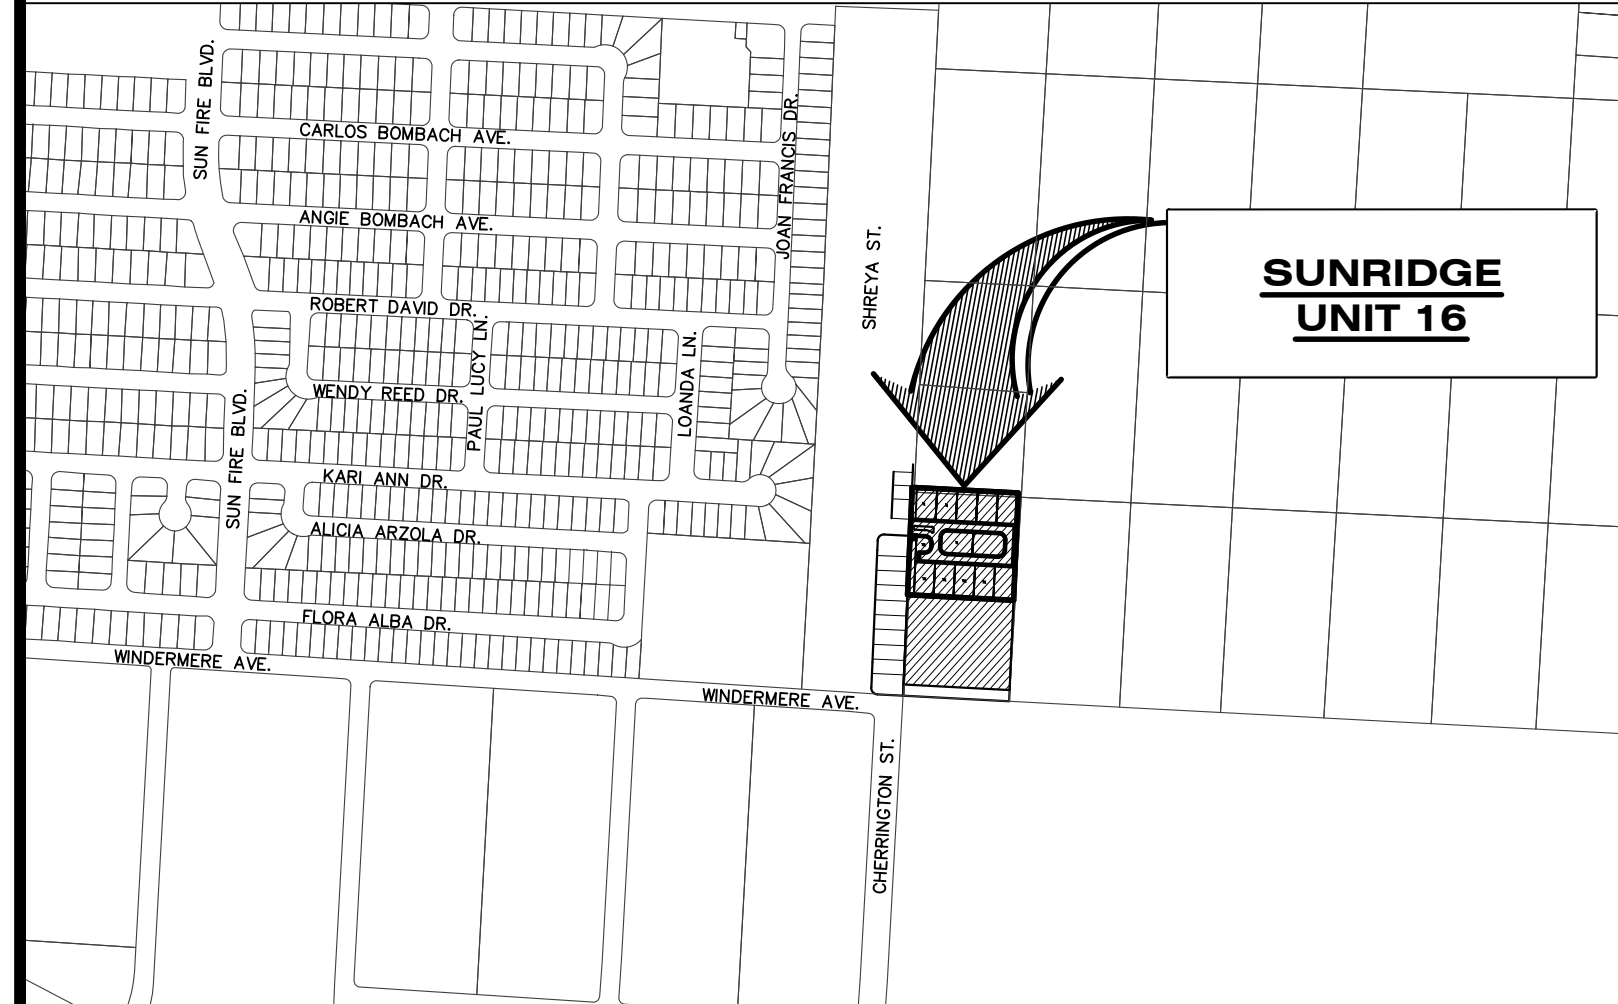 SUN FIRE BLVD.
CARLOS BOMBACH AVE.
JOAN FRANCIS DR.
ANGIE BOMBACH AVE.
SHREYA ST.
SUNRIDGE
UNIT 16
ROBERT DAVID DR.
PAUL LUCY LN.
LOANDA LN.
WENDY REED DR.
SUN FIRE BLVD.
KARI ANN DR.
ALICIA ARZOLA DR.
FLORA ALBA DR.
WINDERMERE AVE.
WINDERMERE AVE.
CHERRINGTON ST.